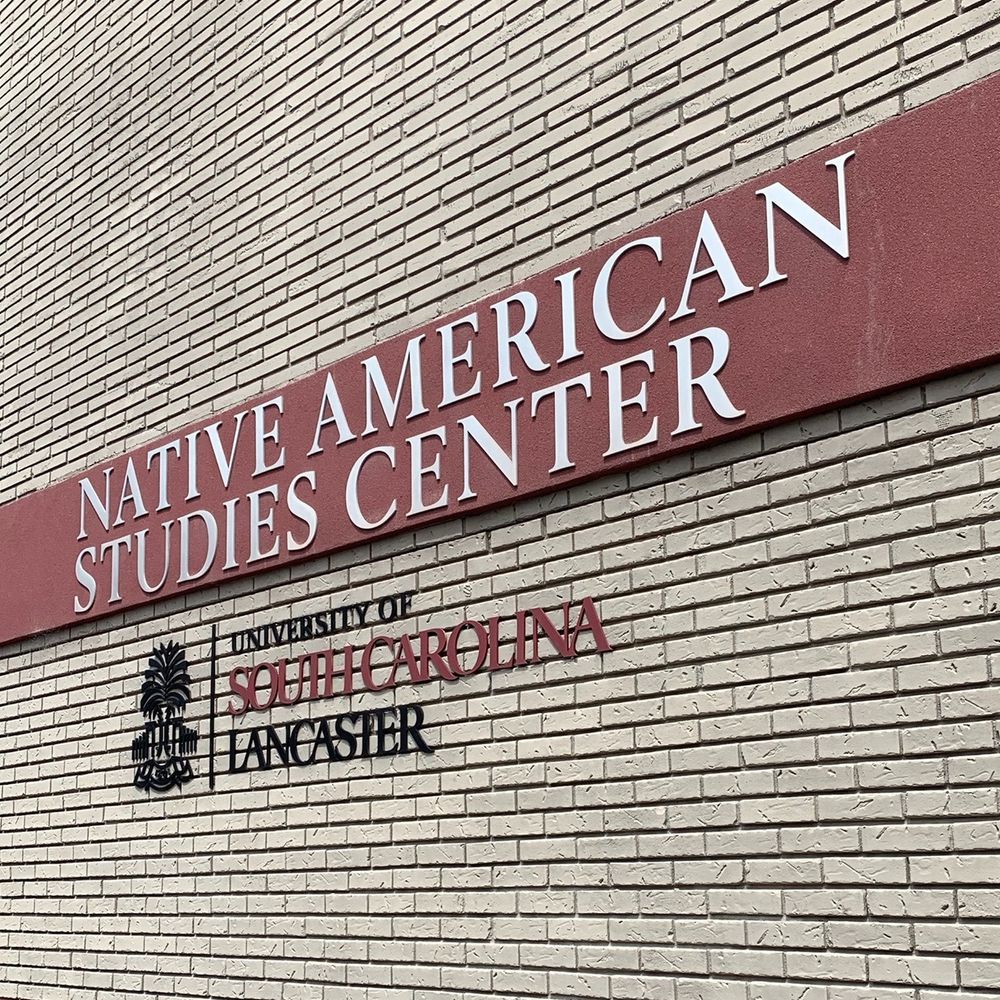 NATIVE AMERICAN
STUDIES CENTER
UNIVERSITY OF
SOUTH CAROLINA
LANCASTER